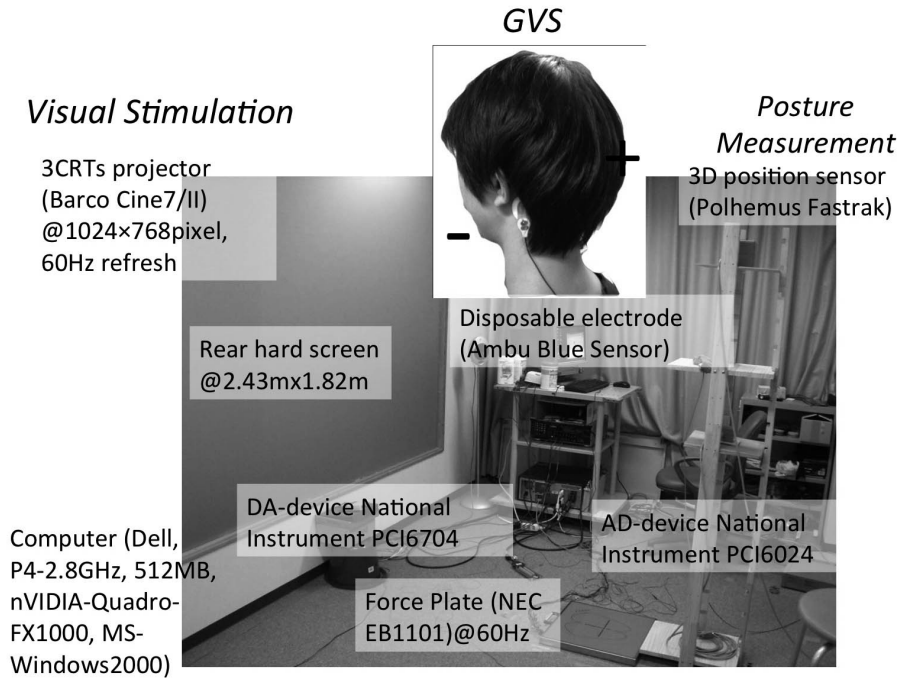 GVS
Visual Stimulation
3CRTs projector
(Barco Cine7/II)
@1024×768pixel,
60Hz refresh
+
-
Posture
Measurement
3D position sensor
(Polhemus Fastrak)
Disposable electrode
(Ambu Blue Sensor)
Rear hard screen
@2.43mx1.82m
DA-device National
Instrument PCI6704
AD-device National
Instrument PCI6024
Computer (Dell,
P4-2.8GHz, 512MB,
nVIDIA-Quadro-
FX1000, MS-
Windows2000)
Force Plate (NEC
EB1101)@60Hz